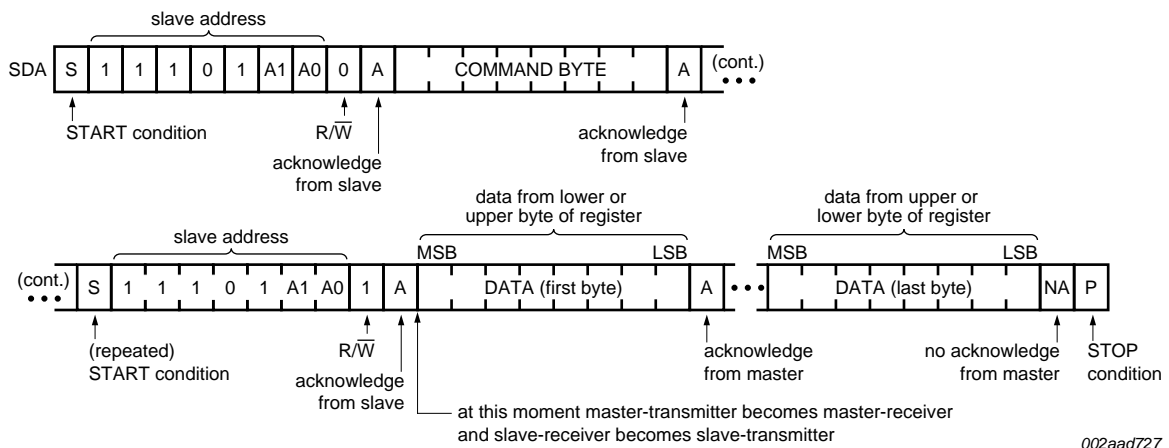 slave address
SDA S 1 1 1 0 1 A1 A0 0 A COMMAND BYTE A (cont.)
START condition R/W̅ acknowledge from slave acknowledge from slave
data from lower or upper byte of register data from upper or lower byte of register
slave address MSB LSB MSB LSB
(cont.) S 1 1 1 0 1 A1 A0 1 A DATA (first byte) A DATA (last byte) NA P
(repeated) START condition R/W̅ acknowledge from slave acknowledge from master no acknowledge from master STOP condition
at this moment master-transmitter becomes master-receiver
and slave-receiver becomes slave-transmitter
002aad727